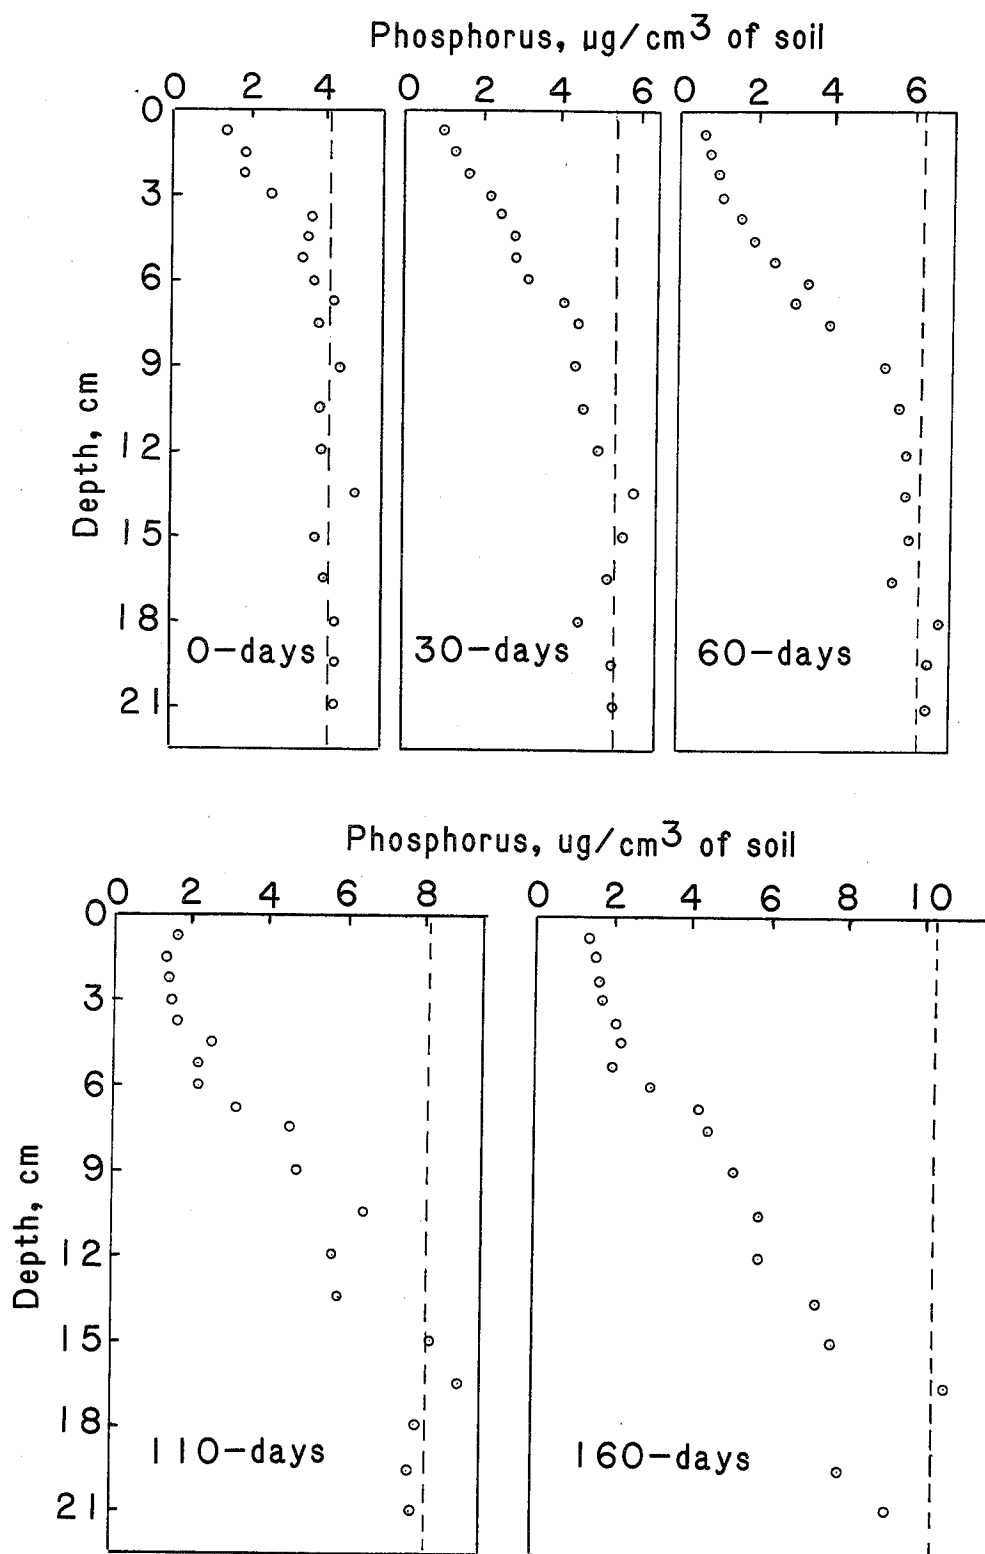 Phosphorus, µg/cm³ of soil
0 2 4 0 2 4 6 0 2 4 6
0
3
6
9
Depth, cm
12
15
18
0-days 30-days 60-days
21
Phosphorus, ug/cm³ of soil
0 2 4 6 8 0 2 4 6 8 10
0
3
6
9
Depth, cm
12
15
18
110-days 160-days
21